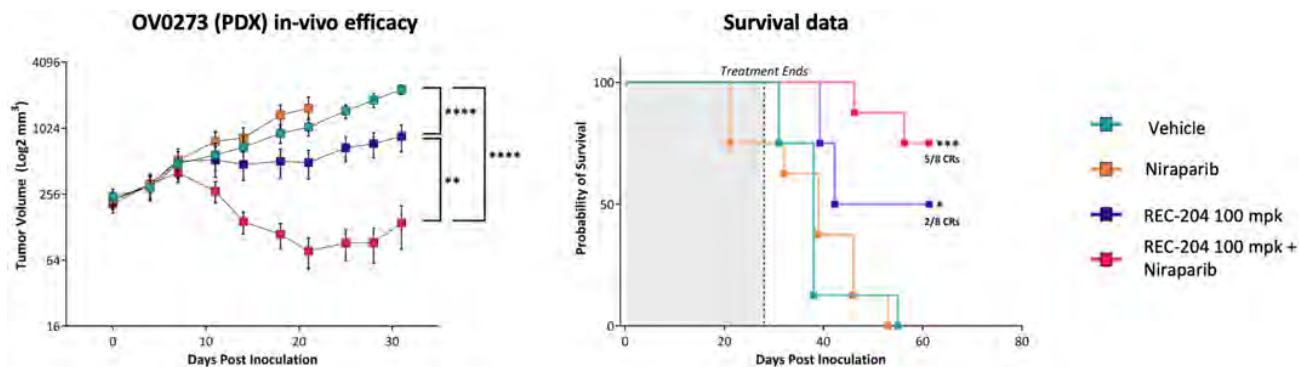 OV0273 (PDX) in-vivo efficacy
Tumor Volume (Log2 mm³)
4096
1024
256
64
16
0
10
20
30
Days Post Inoculation
****
**
****
Survival data
Treatment Ends
Probability of Survival
100
50
0
0
20
40
60
80
Days Post Inoculation
***
5/8 CRs
*
2/8 CRs
Vehicle
Niraparib
REC-204 100 mpk
REC-204 100 mpk +
Niraparib